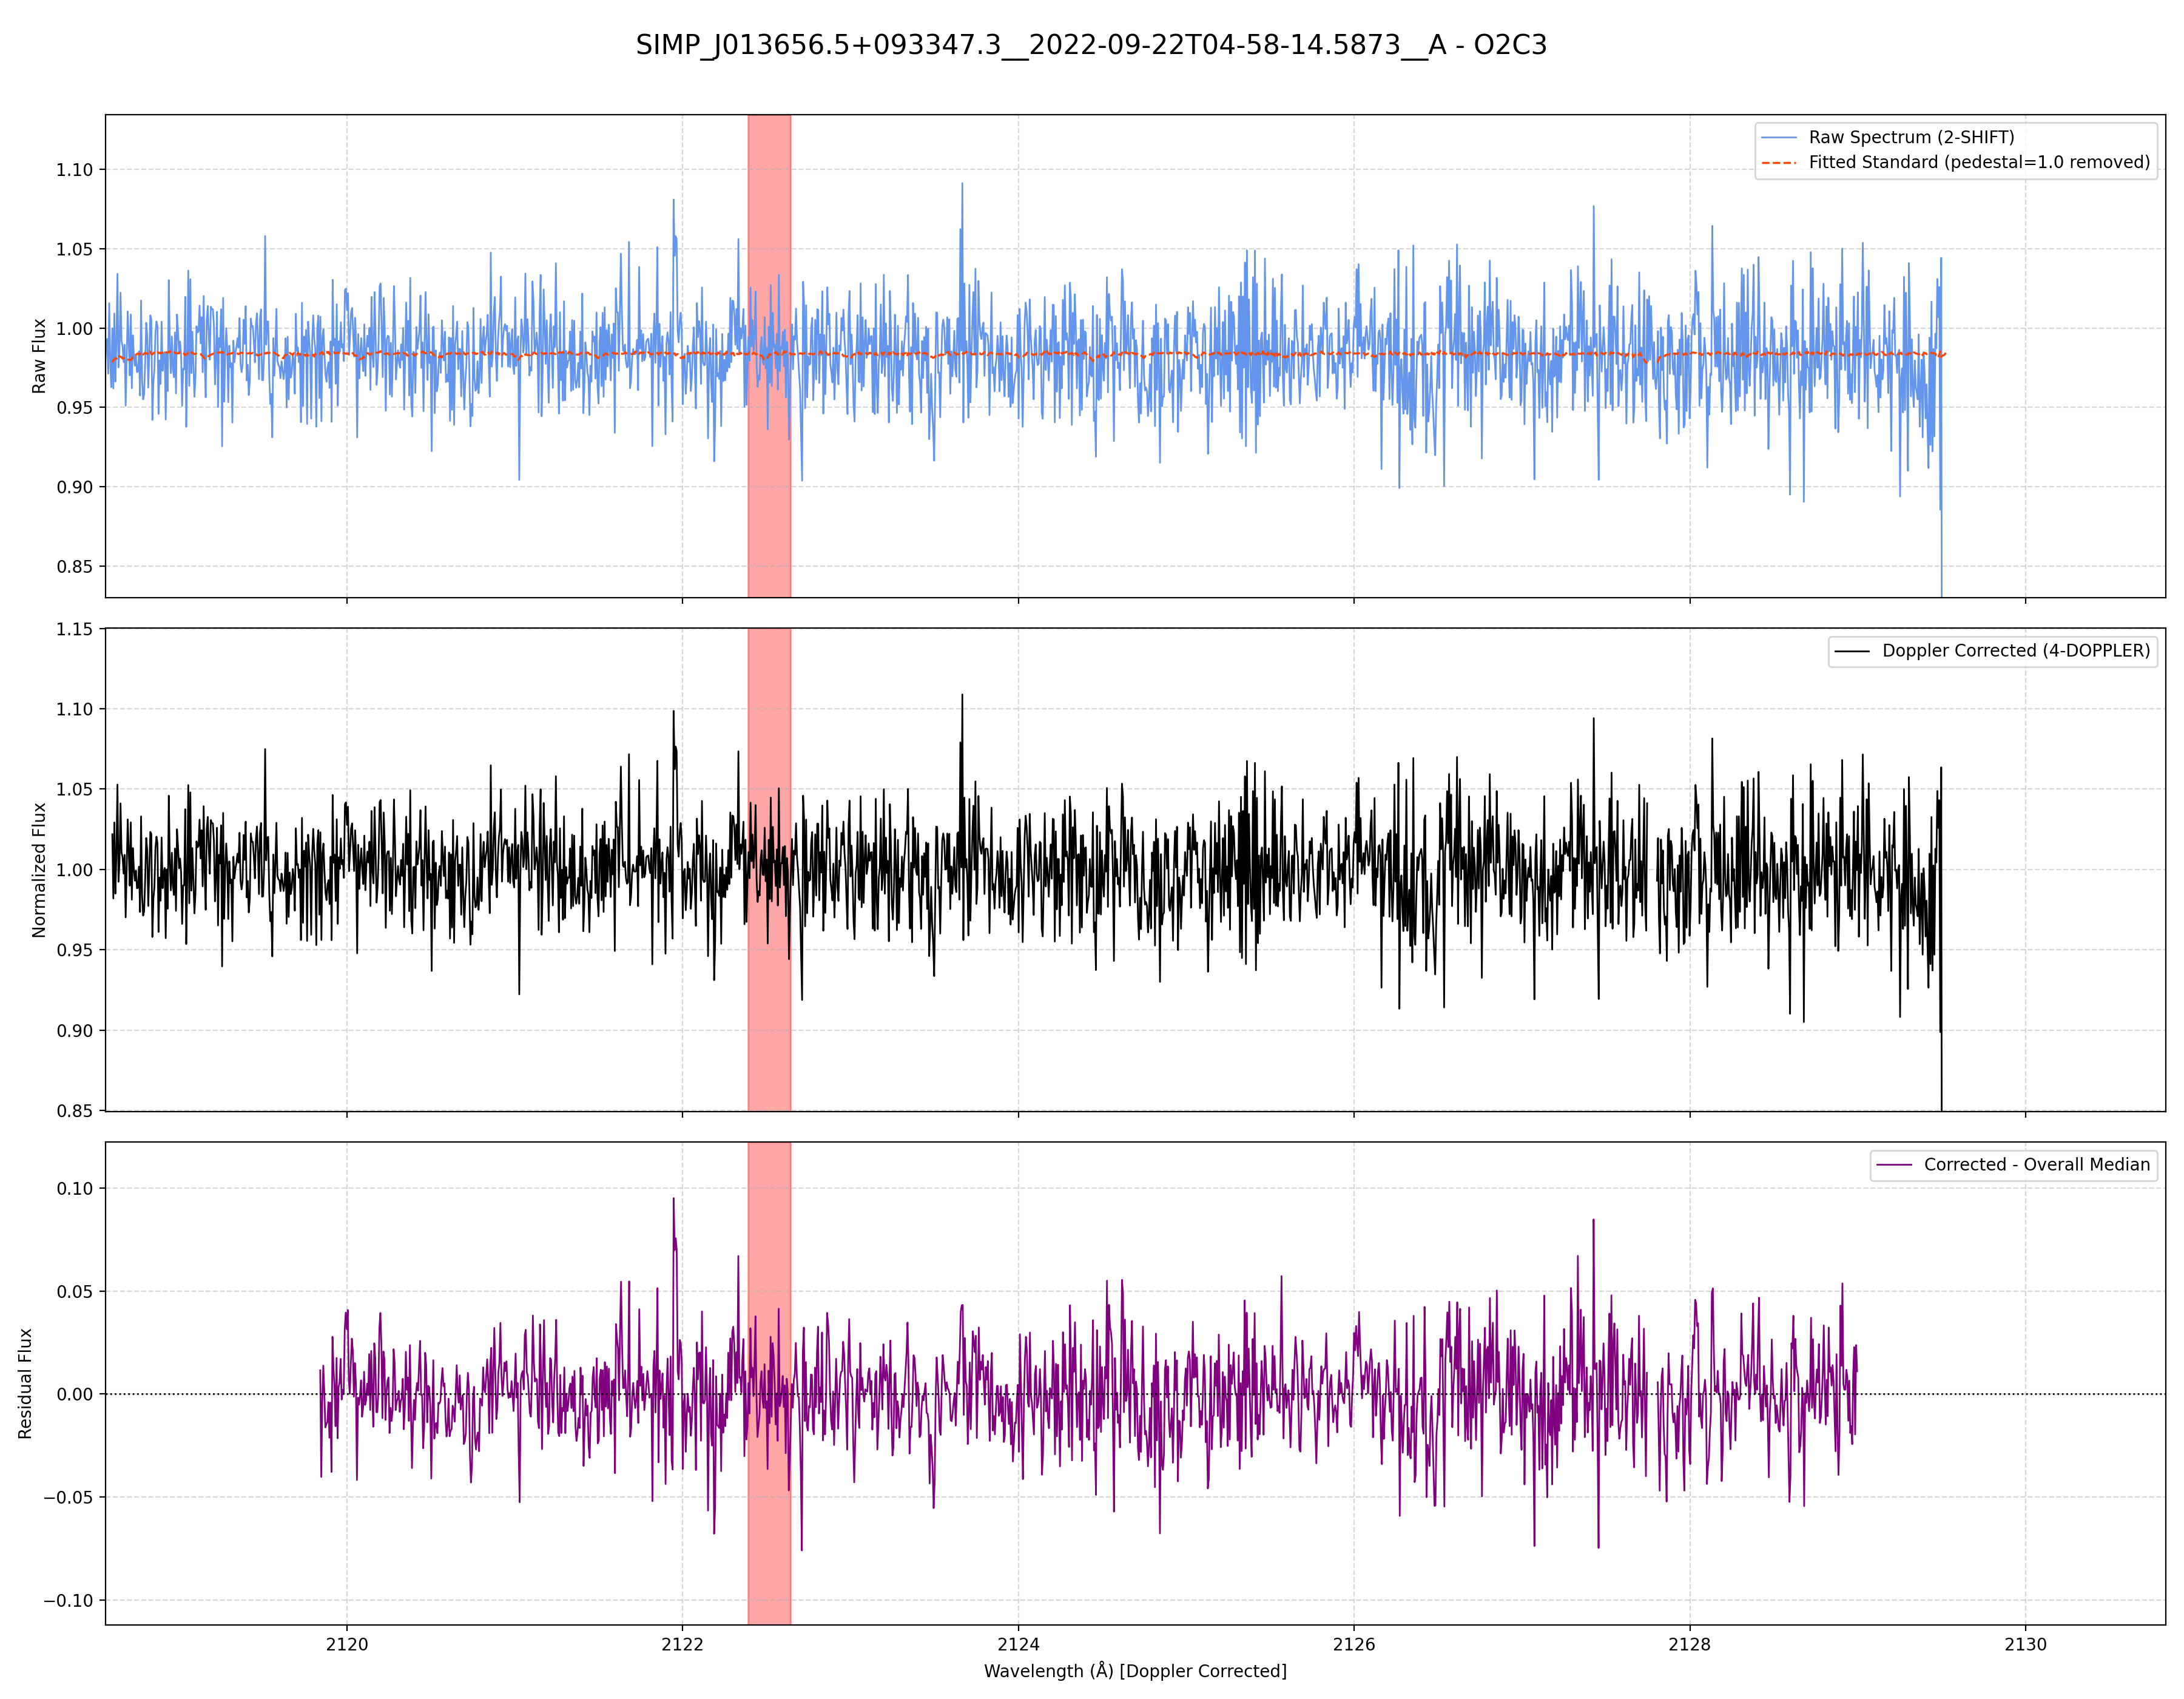 SIMP_J013656.5+093347.3__2022-09-22T04-58-14.5873__A - O2C3
Raw Spectrum (2-SHIFT)
Fitted Standard (pedestal=1.0 removed)
1.10
1.05
1.00
0.95
0.90
0.85
Raw Flux
Doppler Corrected (4-DOPPLER)
1.15
1.10
1.05
1.00
0.95
0.90
0.85
Normalized Flux
Corrected - Overall Median
0.10
0.05
0.00
−0.05
−0.10
Residual Flux
2120
2122
2124
2126
2128
2130
Wavelength (Å) [Doppler Corrected]